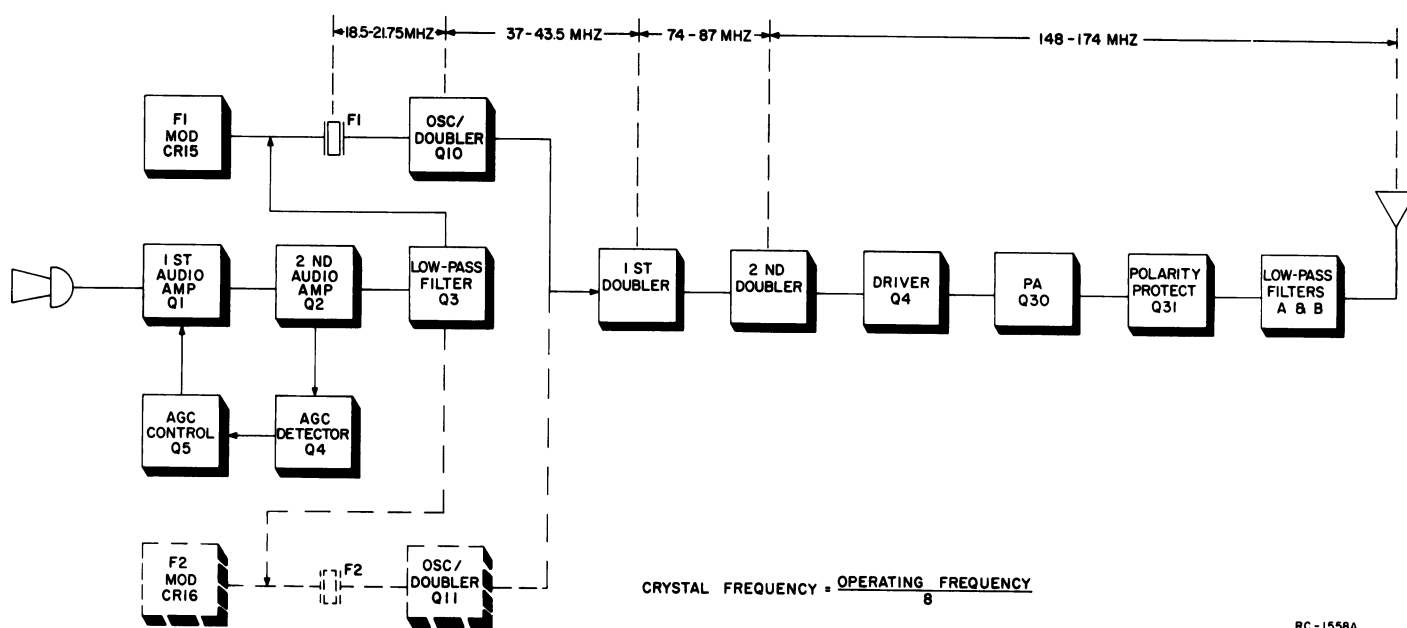 18.5-21.75MHZ
37-43.5 MHZ
74-87 MHZ
148-174 MHZ
F1
MOD
CR15
F1
OSC/
DOUBLER
Q10
1 ST
AUDIO
AMP
Q1
2 ND
AUDIO
AMP
Q2
LOW-PASS
FILTER
Q3
1 ST
DOUBLER
2 ND
DOUBLER
DRIVER
Q4
PA
Q30
POLARITY
PROTECT
Q31
LOW-PASS
FILTERS
A & B
AGC
CONTROL
Q5
AGC
DETECTOR
Q4
F2
MOD
CR16
F2
OSC/
DOUBLER
Q11
CRYSTAL FREQUENCY = OPERATING FREQUENCY
8
RC-1558A